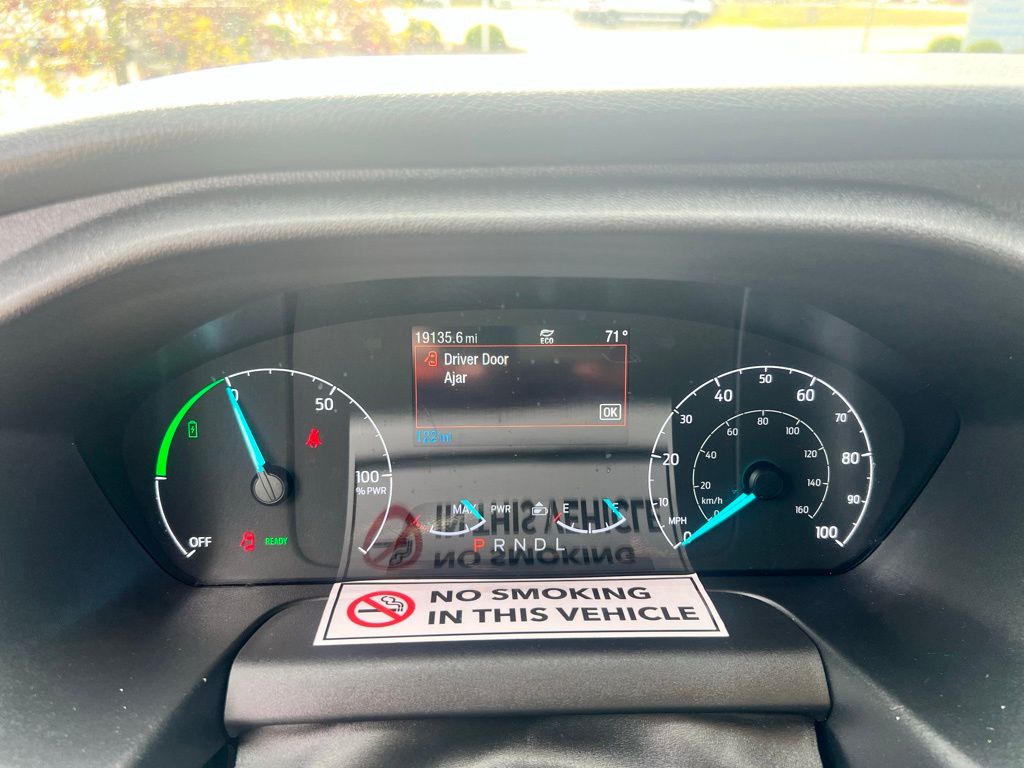 19135.6 mi
ECO
71°
Driver Door
Ajar
OK
122 mi
0
50
100
% PWR
OFF
READY
MAX PWR
E F
P R N D L
0
10
20
30
40
50
60
70
80
90
100
MPH
0
20
40
60
80
100
120
140
160
km/h
NO SMOKING
IN THIS VEHICLE